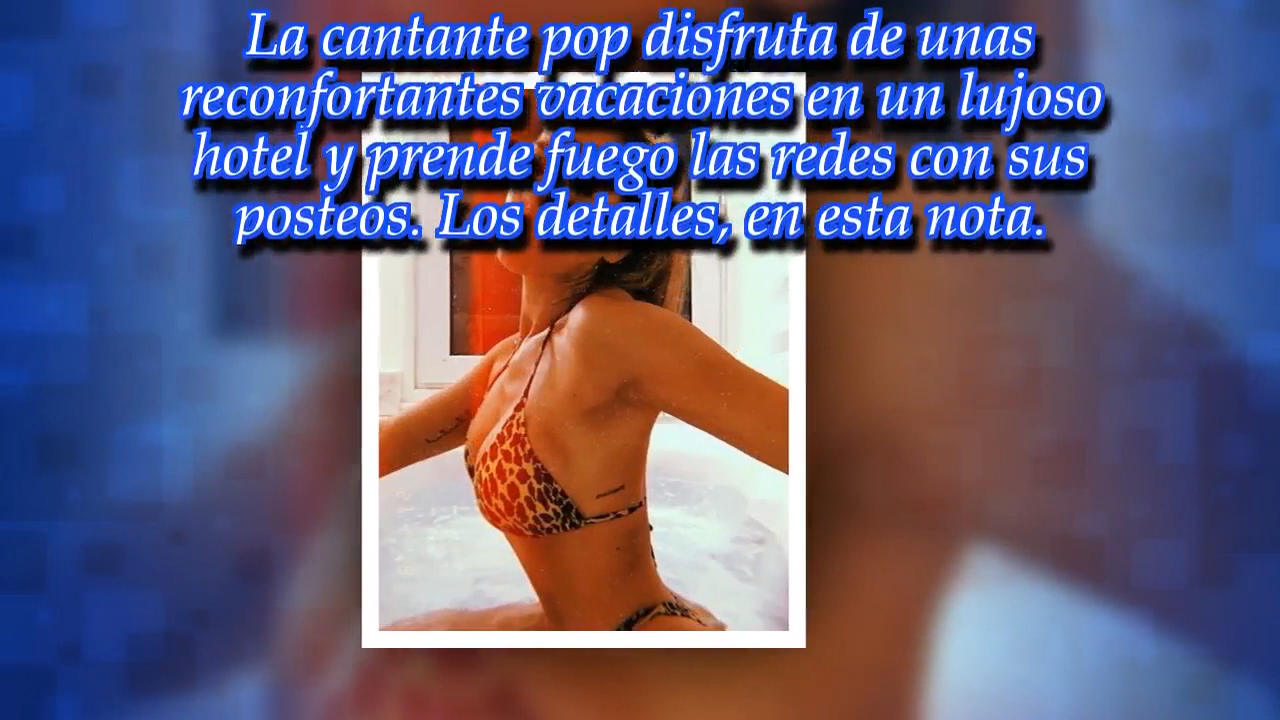 La cantante pop disfruta de unas
reconfortantes vacaciones en un lujoso
hotel y prende fuego las redes con sus
posteos. Los detalles, en esta nota.